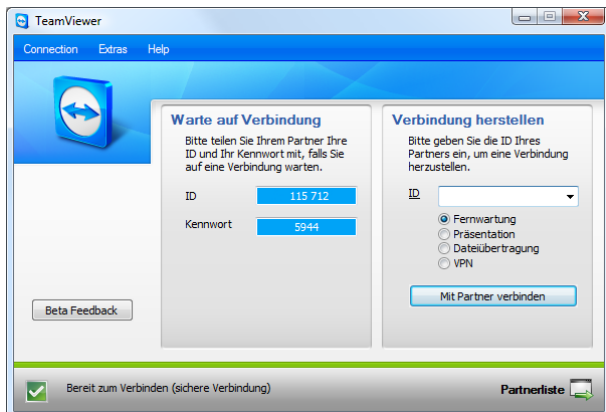 TeamViewer
Connection Extras Help
Warte auf Verbindung
Bitte teilen Sie Ihrem Partner Ihre
ID und Ihr Kennwort mit, falls Sie
auf eine Verbindung warten.
ID 115 712
Kennwort 5944
Verbindung herstellen
Bitte geben Sie die ID Ihres
Partners ein, um eine Verbindung
herzustellen.
ID
Fernwartung
Präsentation
Dateiübertragung
VPN
Mit Partner verbinden
Beta Feedback
Bereit zum Verbinden (sichere Verbindung)
Partnerliste